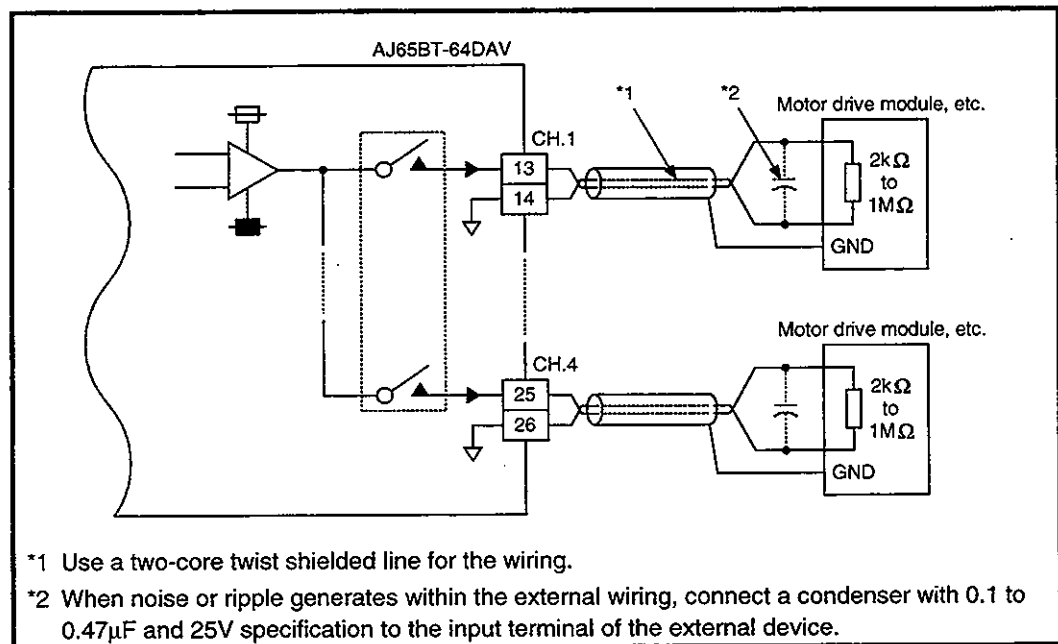 AJ65BT-64DAV
*1
*2
Motor drive module, etc.
CH.1
13
14
2kΩ
to
1MΩ
GND
Motor drive module, etc.
CH.4
25
26
2kΩ
to
1MΩ
GND
*1 Use a two-core twist shielded line for the wiring.
*2 When noise or ripple generates within the external wiring, connect a condenser with 0.1 to
0.47μF and 25V specification to the input terminal of the external device.